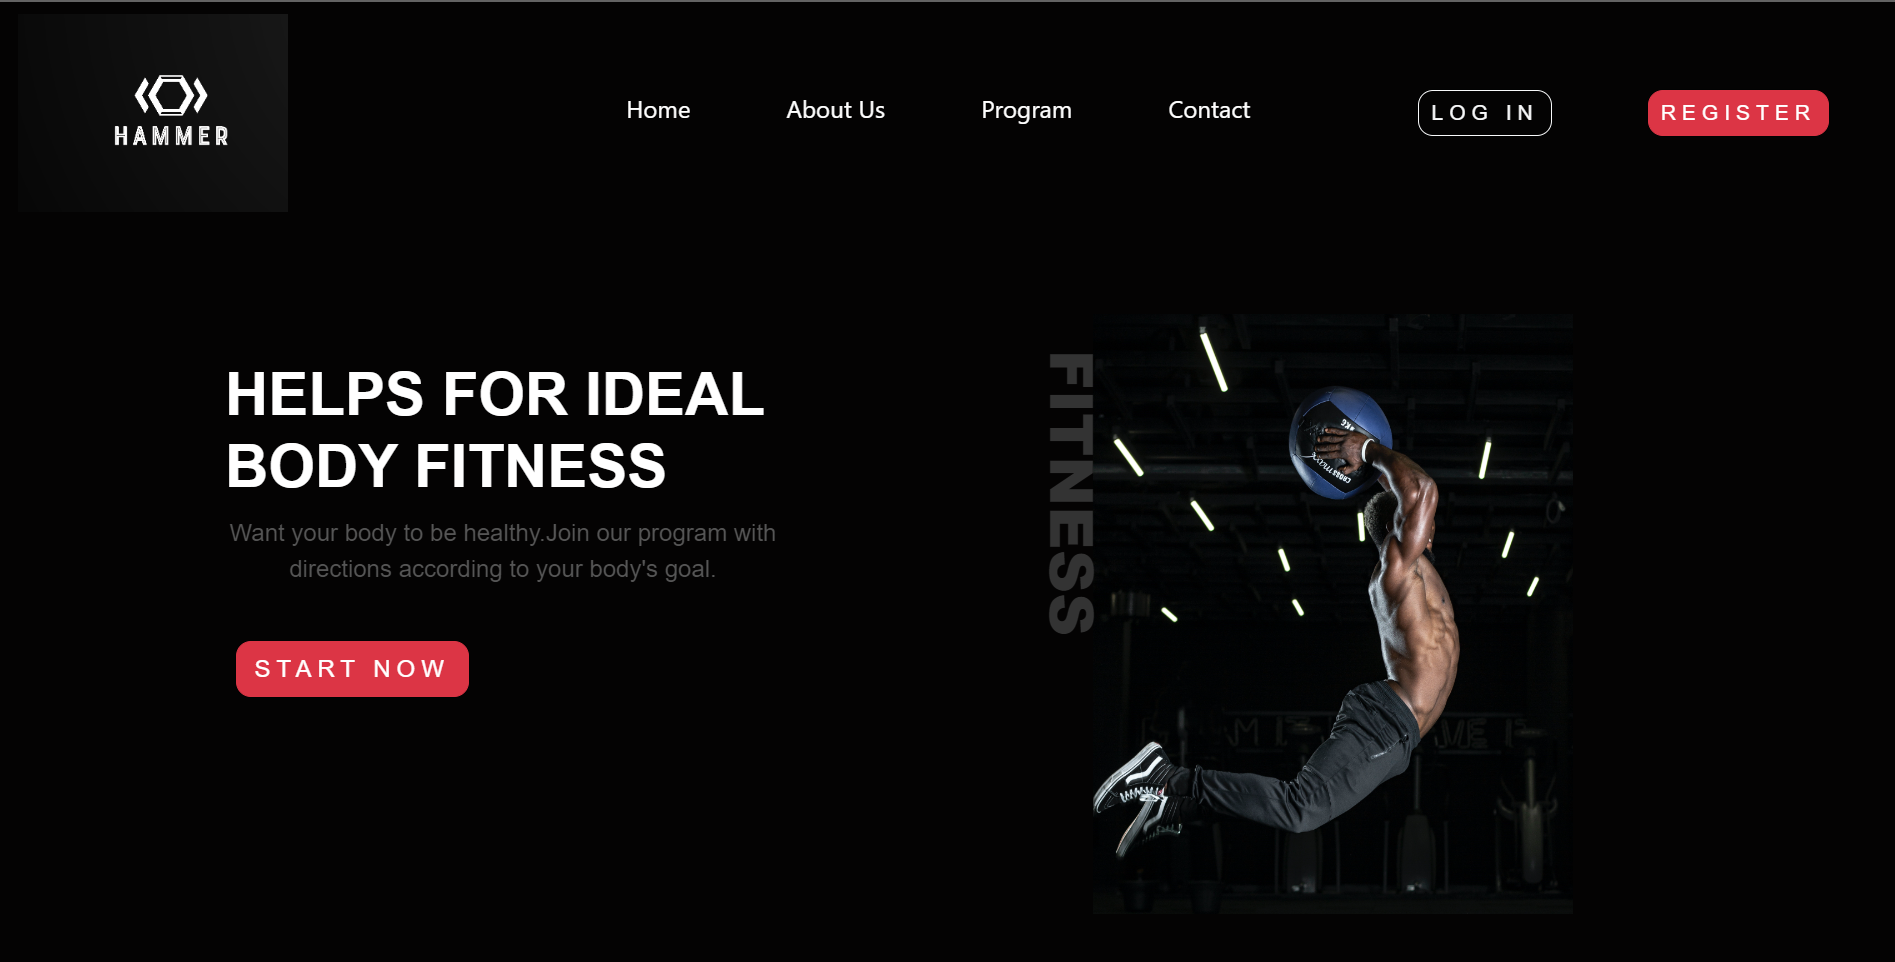 HAMMER
Home
About Us
Program
Contact
LOG IN
REGISTER
HELPS FOR IDEAL
BODY FITNESS
Want your body to be healthy.Join our program with
directions according to your body's goal.
START NOW
FITNESS
KG